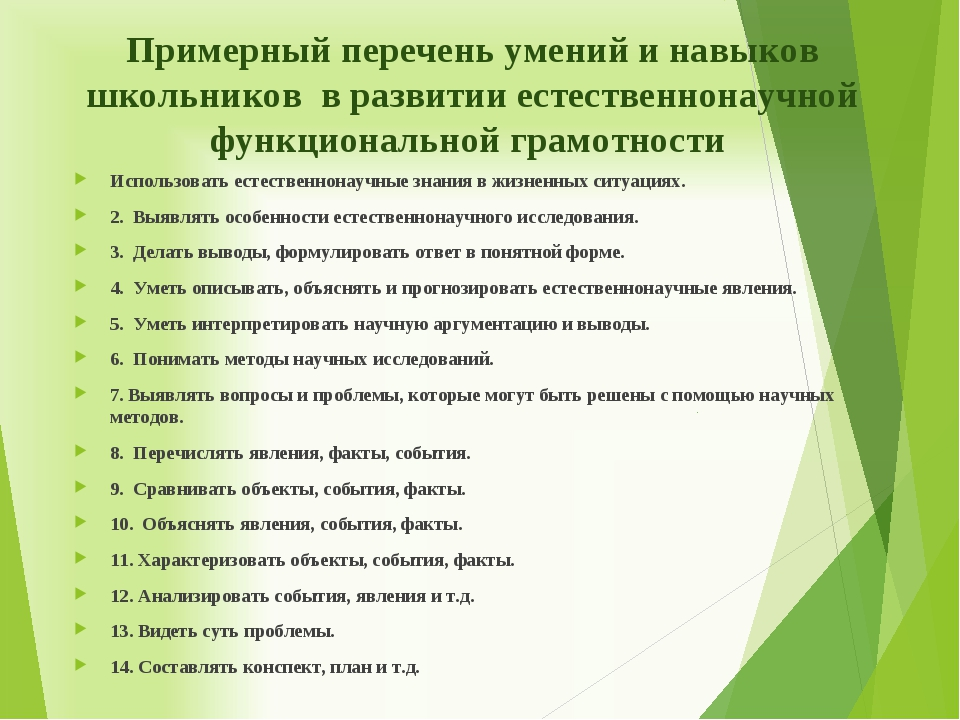 Примерный перечень умений и навыков
школьников в развитии естественнонаучной
функциональной грамотности
Использовать естественнонаучные знания в жизненных ситуациях.
2. Выявлять особенности естественнонаучного исследования.
3. Делать выводы, формулировать ответ в понятной форме.
4. Уметь описывать, объяснять и прогнозировать естественнонаучные явления.
5. Уметь интерпретировать научную аргументацию и выводы.
6. Понимать методы научных исследований.
7. Выявлять вопросы и проблемы, которые могут быть решены с помощью научных
методов.
8. Перечислять явления, факты, события.
9. Сравнивать объекты, события, факты.
10. Объяснять явления, события, факты.
11. Характеризовать объекты, события, факты.
12. Анализировать события, явления и т.д.
13. Видеть суть проблемы.
14. Составлять конспект, план и т.д.